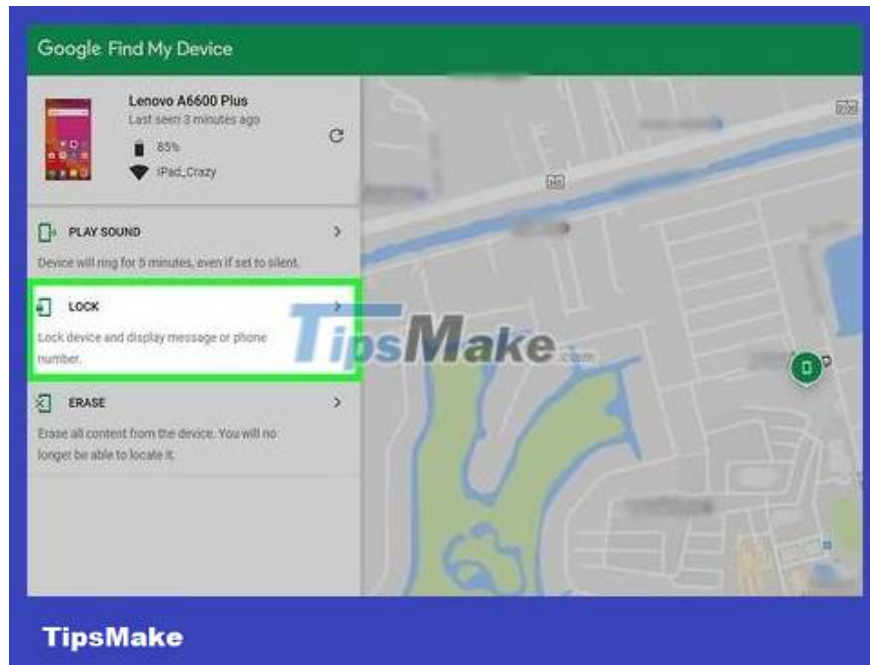 Google Find My Device
Lenovo A6600 Plus
Last seen 3 minutes ago
85%
iPad_Crazy
PLAY SOUND
Device will ring for 5 minutes, even if set to silent.
LOCK
Lock device and display message or phone
number.
ERASE
Erase all content from the device. You will no
longer be able to locate it.
TipsMake
.com
TipsMake